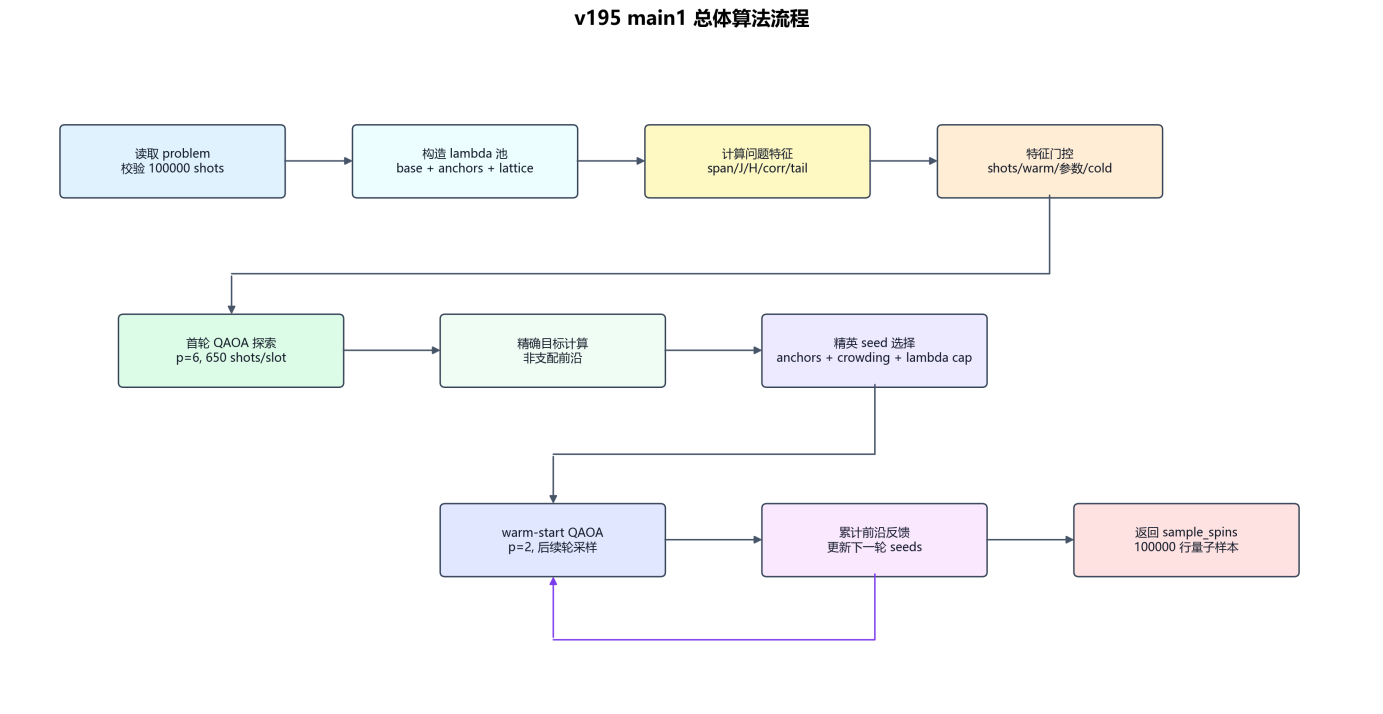 v195 main1 总体算法流程
读取 problem
校验 100000 shots
构造 lambda 池
base + anchors + lattice
计算问题特征
span/J/H/corr/tail
特征门控
shots/warm/参数/cold
首轮 QAOA 探索
p=6, 650 shots/slot
精确目标计算
非支配前沿
精英 seed 选择
anchors + crowding + lambda cap
warm-start QAOA
p=2, 后续轮采样
累计前沿反馈
更新下一轮 seeds
返回 sample_spins
100000 行量子样本